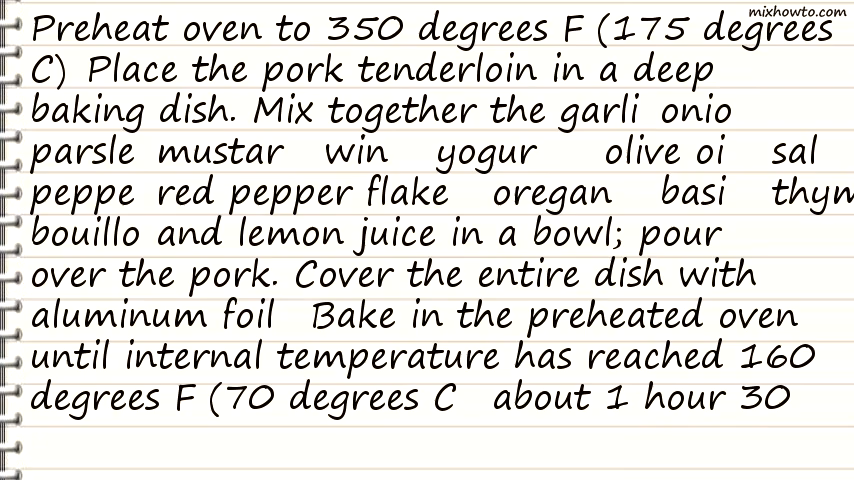 mixhowto.com
Preheat oven to 350 degrees F (175 degrees
C) Place the pork tenderloin in a deep
baking dish. Mix together the garli onio
parsle mustar win yogur olive oi sal
peppe red pepper flake oregan basi thym
bouillo and lemon juice in a bowl; pour
over the pork. Cover the entire dish with
aluminum foil Bake in the preheated oven
until internal temperature has reached 160
degrees F (70 degrees C about 1 hour 30